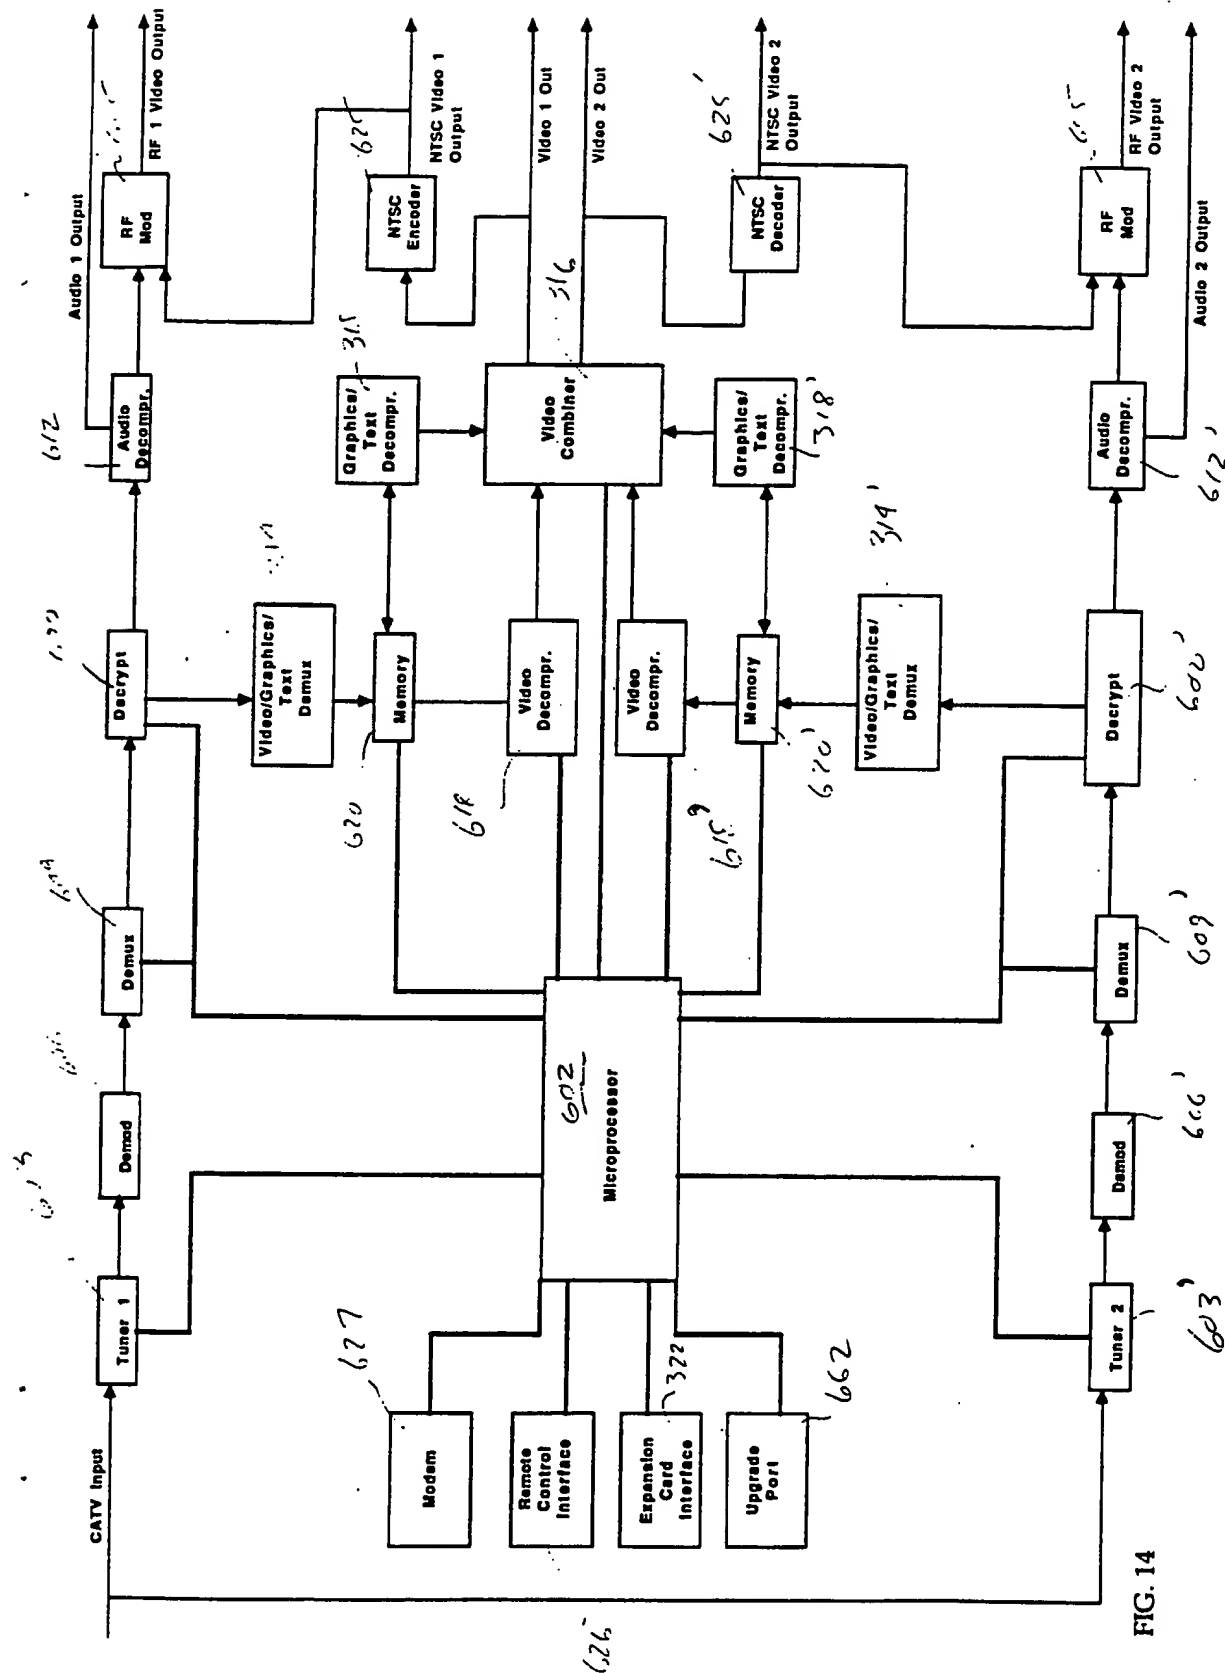 CATV Input
Tuner 1
Demod
Demux
Decrypt
Audio
Decompr.
612
RF
Mod
Audio 1 Output
RF 1 Video Output
Video/Graphics/
Text
Demux
Memory
620
Graphics/
Text
Decompr.
315
NTSC
Encoder
625
NTSC Video 1
Output
Video
Decompr.
618
Video
Combiner
316
Video 1 Out
Video 2 Out
Video
Decompr.
618'
Memory
620'
Graphics/
Text
Decompr.
318'
NTSC
Decoder
625'
NTSC Video 2
Output
Video/Graphics/
Text
Demux
314'
Modem
627
Remote
Control
Interface
Expansion
Card
Interface
322
Upgrade
Port
662
602
Microprocessor
Tuner 2
603'
Demod
606'
Demux
609'
Decrypt
600'
Audio
Decompr.
612'
RF
Mod
RF Video 2
Output
Audio 2 Output
FIG. 14